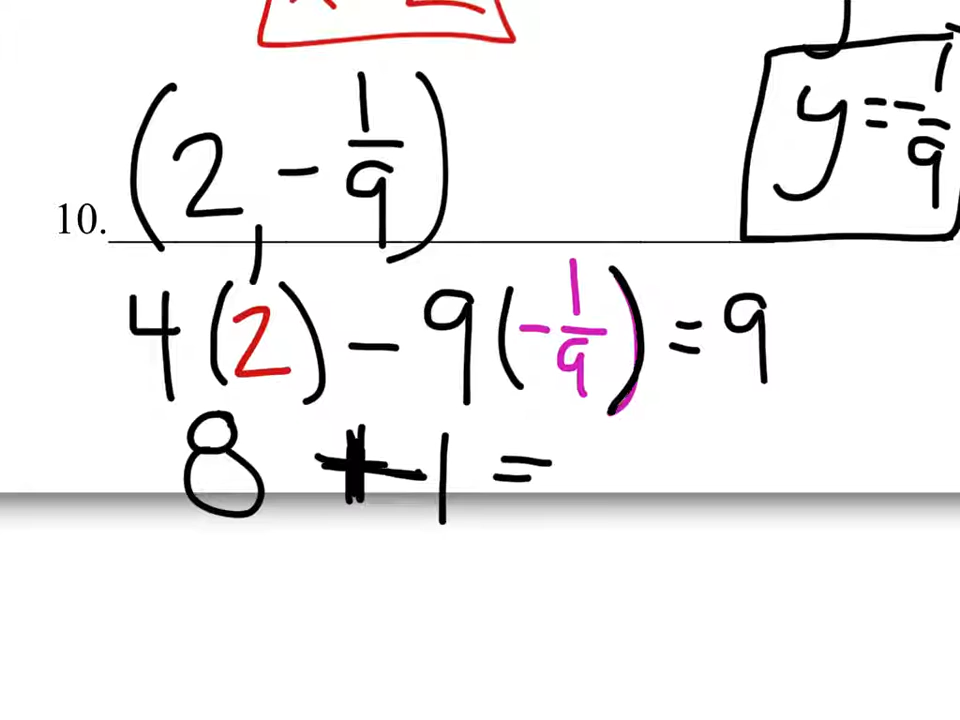 (2, -1/9)
y = -1/9
10.
4(2) - 9(-1/9) = 9
8 + 1 =